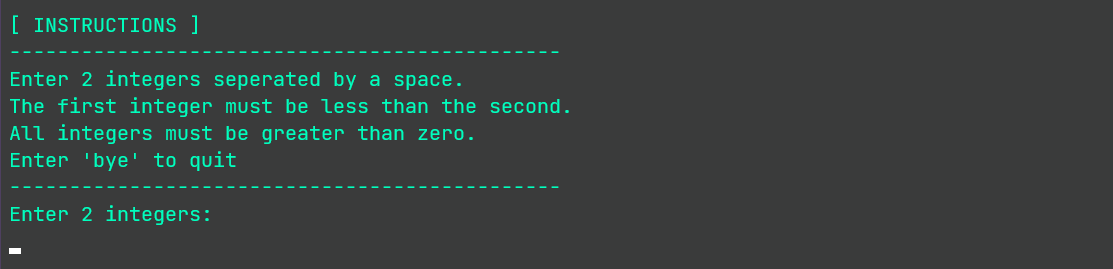 [ INSTRUCTIONS ]
----------------------------------------------
Enter 2 integers seperated by a space.
The first integer must be less than the second.
All integers must be greater than zero.
Enter 'bye' to quit
----------------------------------------------
Enter 2 integers: